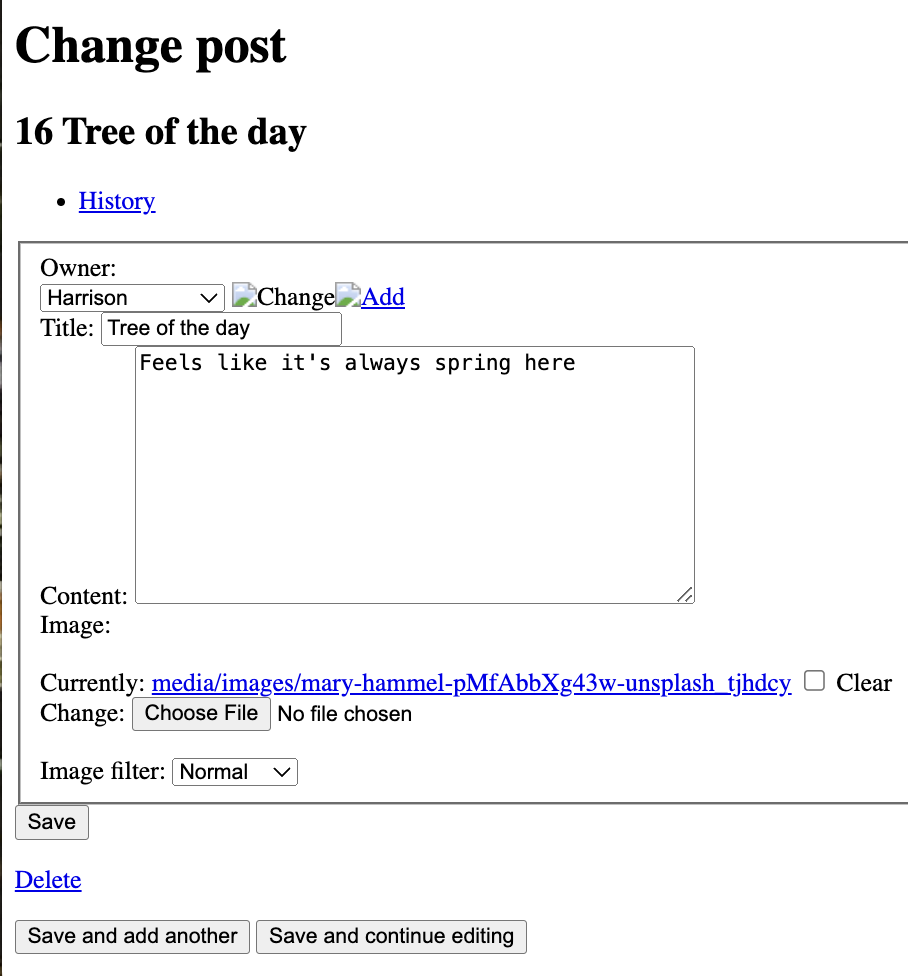 Change post
16 Tree of the day
History
Owner:
Harrison Change Add
Title: Tree of the day
Feels like it's always spring here
Content:
Image:
Currently: media/images/mary-hammel-pMfAbbXg43w-unsplash_tjhdcy Clear
Change: Choose File No file chosen
Image filter: Normal
Save
Delete
Save and add another Save and continue editing